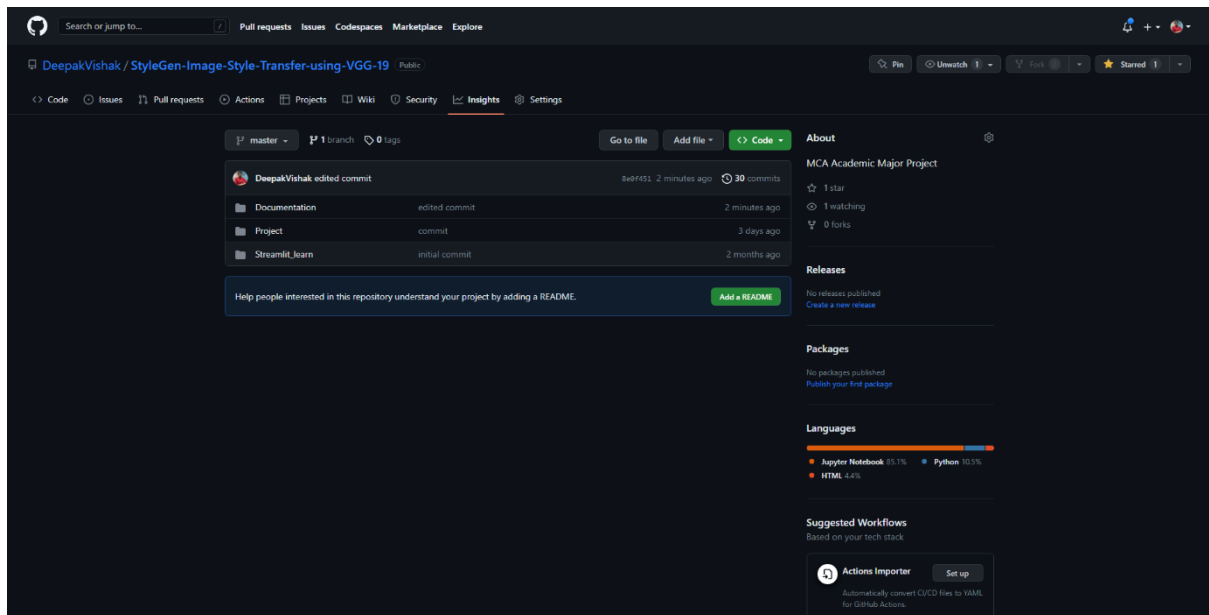 Search or jump to... / Pull requests Issues Codespaces Marketplace Explore
DeepakVishak / StyleGen-Image-Style-Transfer-using-VGG-19 Public Pin Unwatch 1 Fork Starred 1
Code Issues Pull requests Actions Projects Wiki Security Insights Settings
master 1 branch 0 tags Go to file Add file Code
DeepakVishak edited commit 8e0f451 2 minutes ago 30 commits
Documentation edited commit 2 minutes ago
Project commit 3 days ago
Streamlit_learn initial commit 2 months ago
Help people interested in this repository understand your project by adding a README. Add a README
About
MCA Academic Major Project
1 star
1 watching
0 forks
Releases
No releases published
Create a new release
Packages
No packages published
Publish your first package
Languages
Jupyter Notebook 85.1% Python 10.5%
HTML 4.4%
Suggested Workflows
Based on your tech stack
Actions Importer Set up
Automatically convert CI/CD files to YAML
for GitHub Actions.